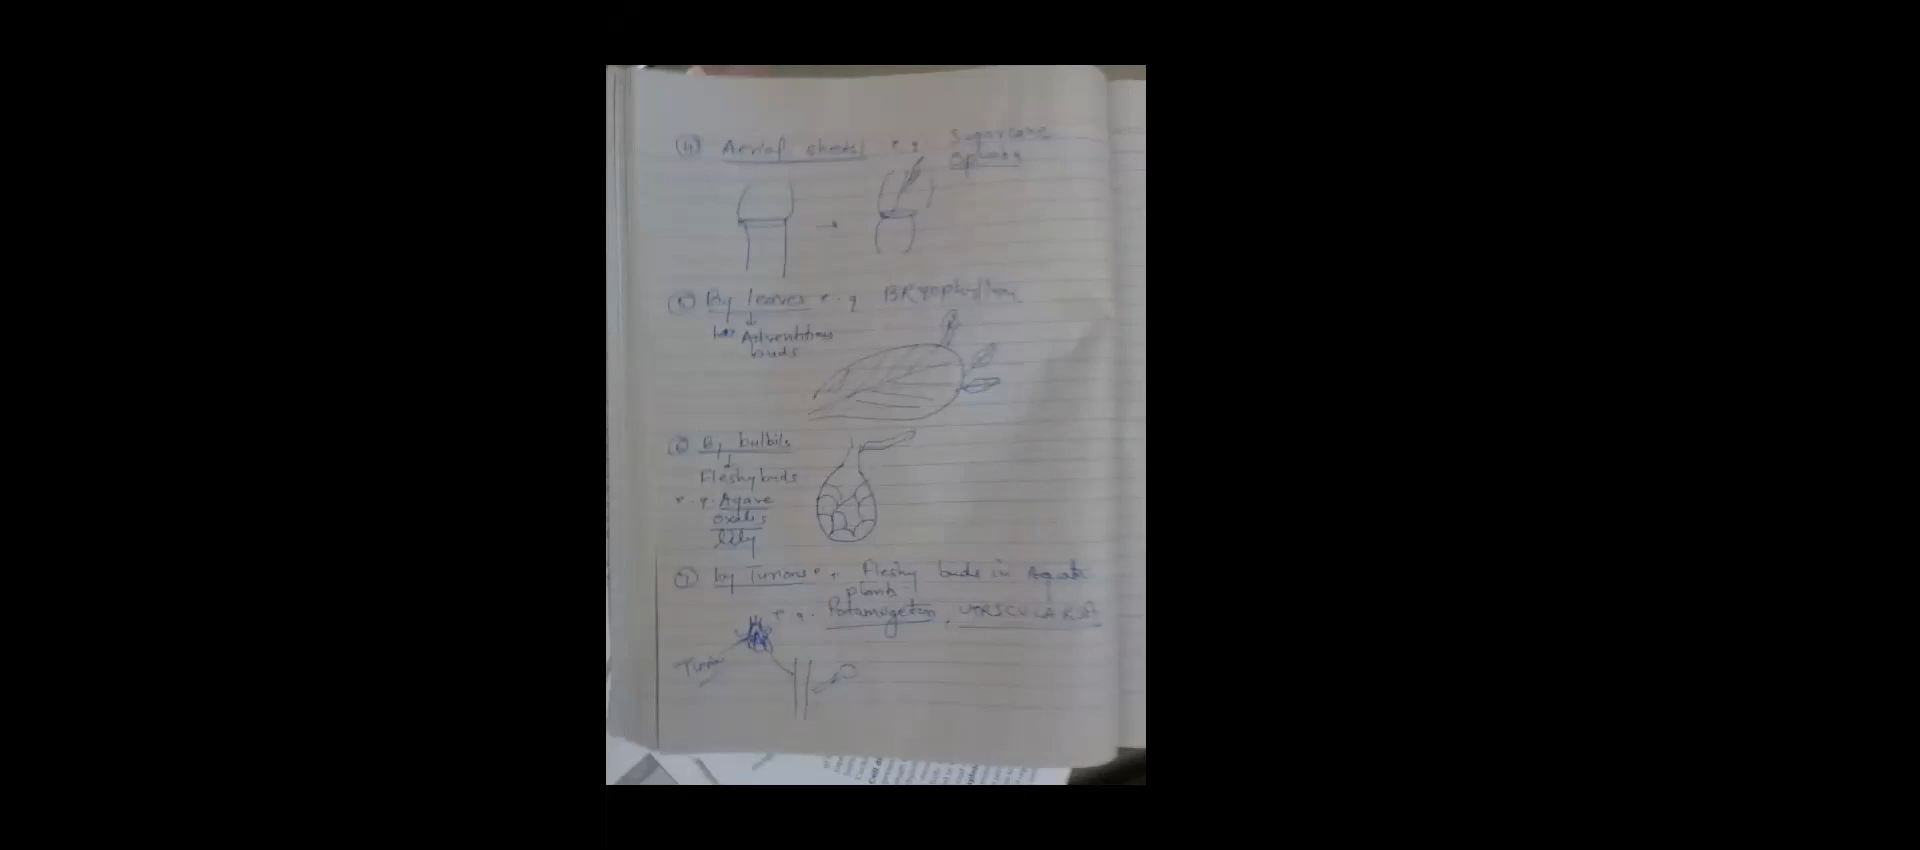 (4) Aerial shoots e.g Sugarcane
Opuntia
(5) By leaves e.g BRyophyllum
Adventitious
buds
(6) By bulbils
Fleshy buds
e.g. Agave
oxalis
lily
(7) by Turions Fleshy buds in Aquatic
plants
e.g. Potamogeton, UTRICULARIA
Turion